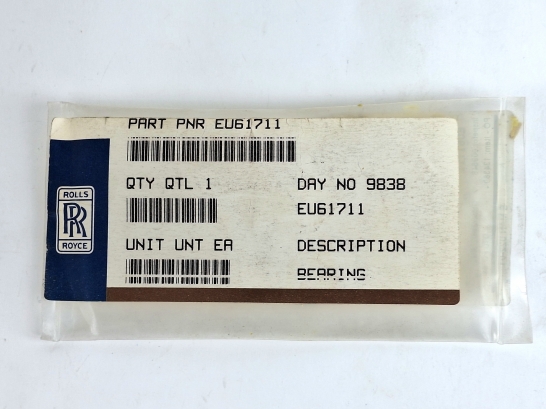 PART PNR EU61711
QTY QTL 1
DAY NO 9838
EU61711
UNIT UNT EA
DESCRIPTION
BEARING
ROLLS
RR
ROYCE